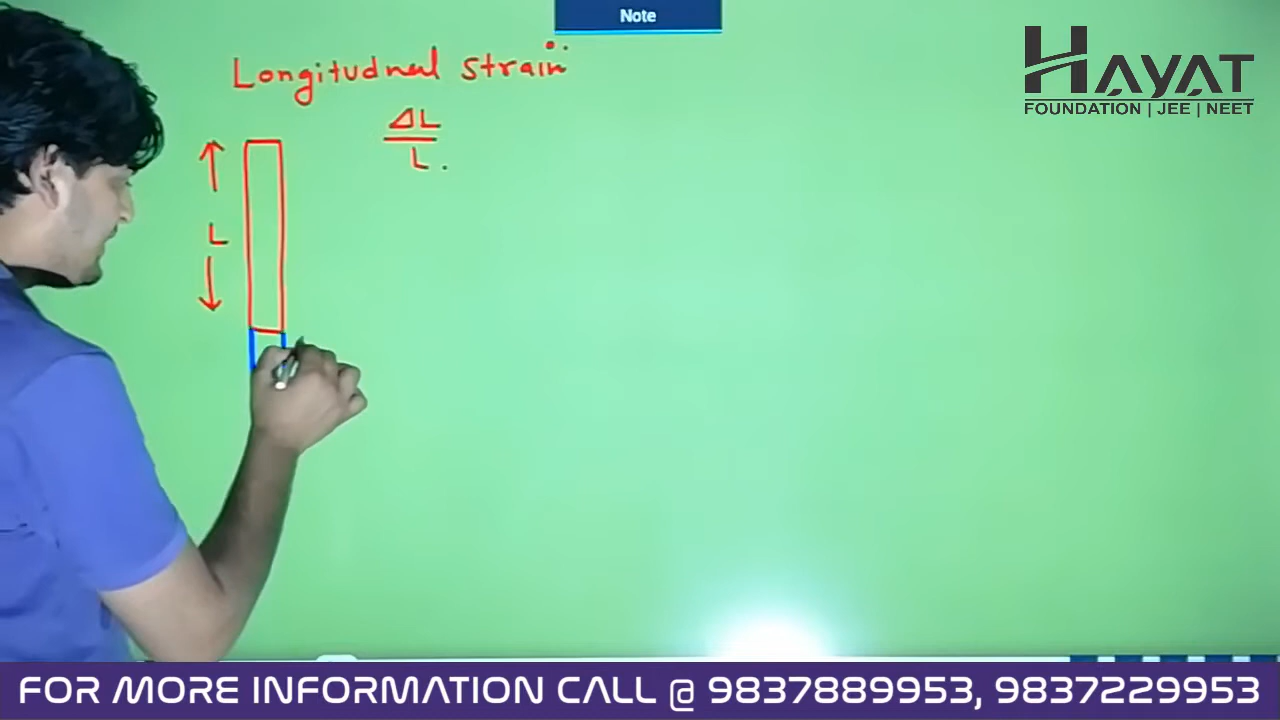 Note
HAYAT
FOUNDATION | JEE | NEET
Longitudnal Strain
ΔL
L
L
FOR MORE INFORMATION CALL @ 9837889953, 9837229953